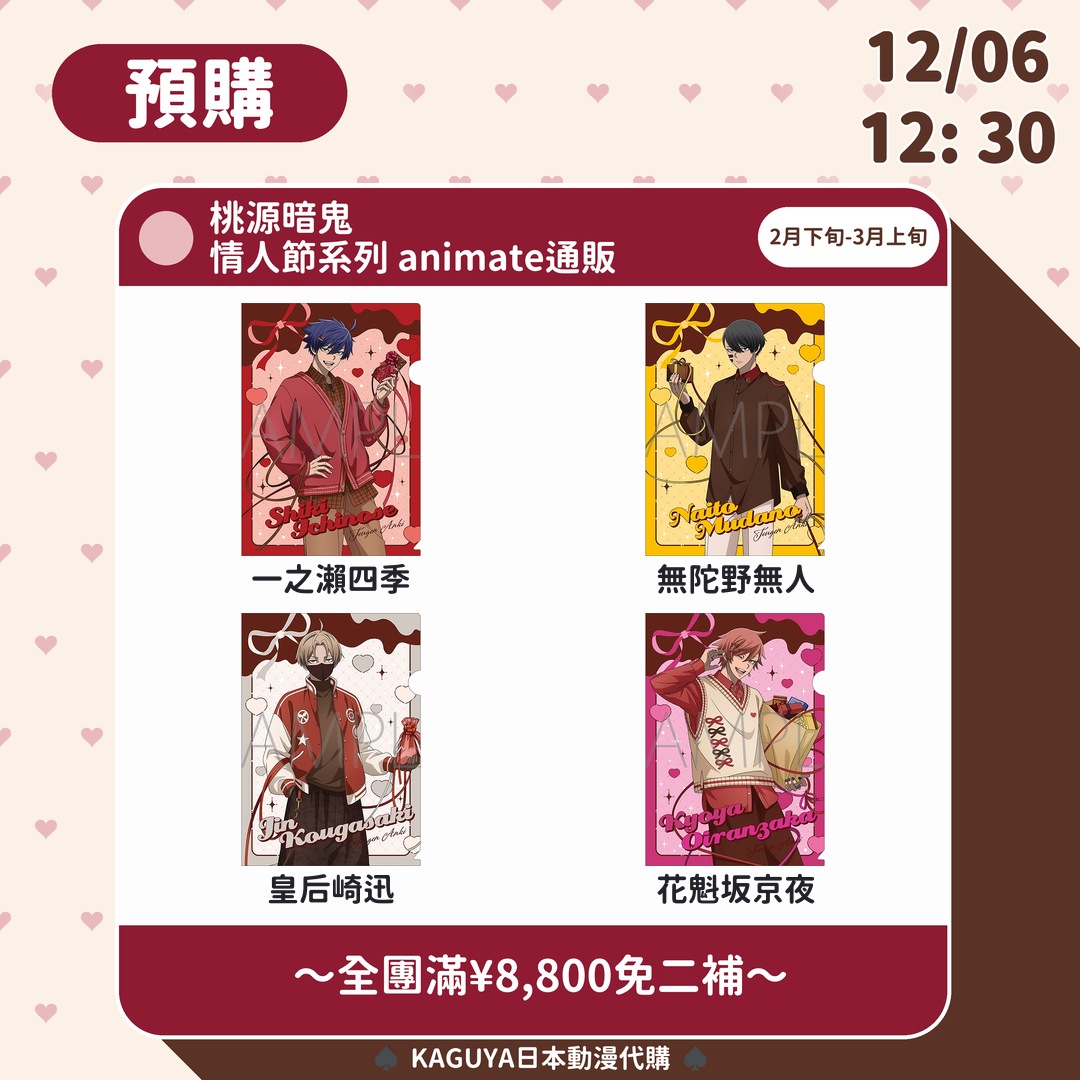 預購
12/06
12: 30
桃源暗鬼
情人節系列 animate通販
2月下旬-3月上旬
AMPL
Shiki
Ichinose
Tougen Anki
一之瀨四季
AMPL
Naito
Mudano
Tougen Anki
無陀野無人
AMPL
Jin
Kougasaki
Tougen Anki
皇后崎迅
AMPL
Kyoya
Oiranzaka
花魁坂京夜
～全團滿¥8,800免二補～
KAGUYA日本動漫代購